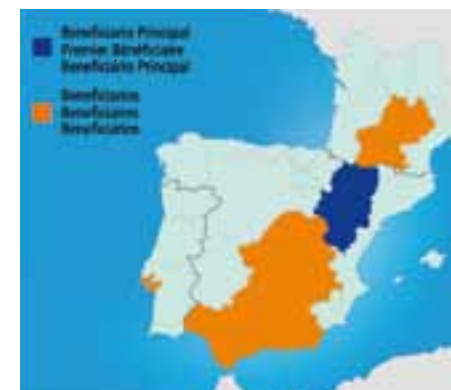 Beneficiario Principal
Premier Bénéficiaire
Beneficiário Principal
Beneficiarios
Bénéficiaires
Beneficiários